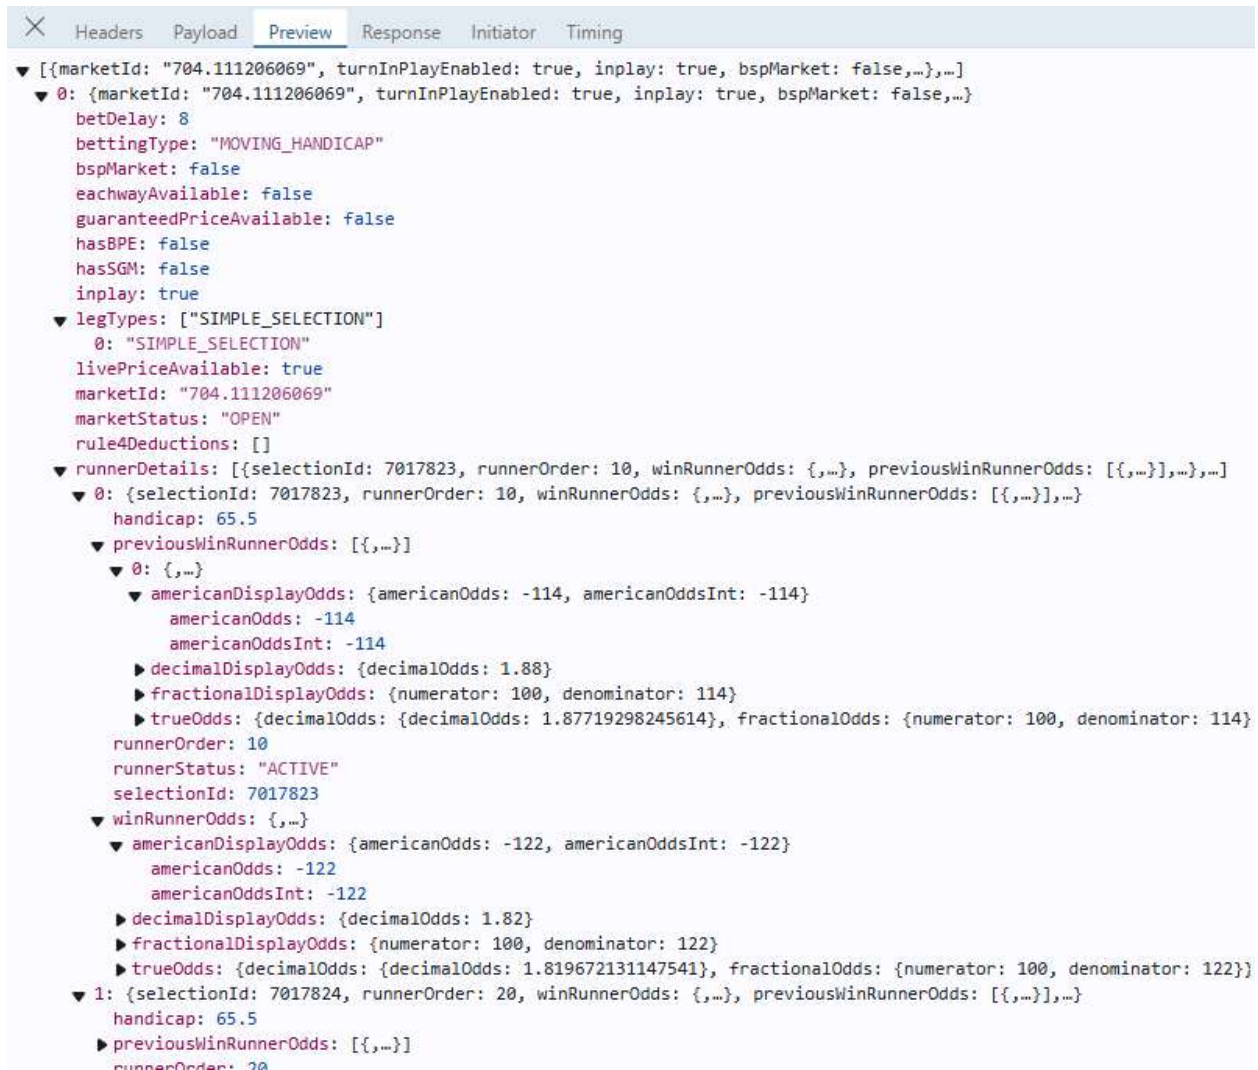 Headers Payload Preview Response Initiator Timing
[{marketId: "704.111206069", turnInPlayEnabled: true, inplay: true, bspMarket: false,…},…]
0: {marketId: "704.111206069", turnInPlayEnabled: true, inplay: true, bspMarket: false,…}
betDelay: 8
bettingType: "MOVING_HANDICAP"
bspMarket: false
eachwayAvailable: false
guaranteedPriceAvailable: false
hasBPE: false
hasSGM: false
inplay: true
legTypes: ["SIMPLE_SELECTION"]
0: "SIMPLE_SELECTION"
livePriceAvailable: true
marketId: "704.111206069"
marketStatus: "OPEN"
rule4Deductions: []
runnerDetails: [{selectionId: 7017823, runnerOrder: 10, winRunnerOdds: {,…}, previousWinRunnerOdds: [{,…}],…},…]
0: {selectionId: 7017823, runnerOrder: 10, winRunnerOdds: {,…}, previousWinRunnerOdds: [{,…}],…}
handicap: 65.5
previousWinRunnerOdds: [{,…}]
0: {,…}
americanDisplayOdds: {americanOdds: -114, americanOddsInt: -114}
americanOdds: -114
americanOddsInt: -114
decimalDisplayOdds: {decimalOdds: 1.88}
fractionalDisplayOdds: {numerator: 100, denominator: 114}
trueOdds: {decimalOdds: {decimalOdds: 1.87719298245614}, fractionalOdds: {numerator: 100, denominator: 114}
runnerOrder: 10
runnerStatus: "ACTIVE"
selectionId: 7017823
winRunnerOdds: {,…}
americanDisplayOdds: {americanOdds: -122, americanOddsInt: -122}
americanOdds: -122
americanOddsInt: -122
decimalDisplayOdds: {decimalOdds: 1.82}
fractionalDisplayOdds: {numerator: 100, denominator: 122}
trueOdds: {decimalOdds: {decimalOdds: 1.819672131147541}, fractionalOdds: {numerator: 100, denominator: 122}}
1: {selectionId: 7017824, runnerOrder: 20, winRunnerOdds: {,…}, previousWinRunnerOdds: [{,…}],…}
handicap: 65.5
previousWinRunnerOdds: [{,…}]
runnerOrder: 20